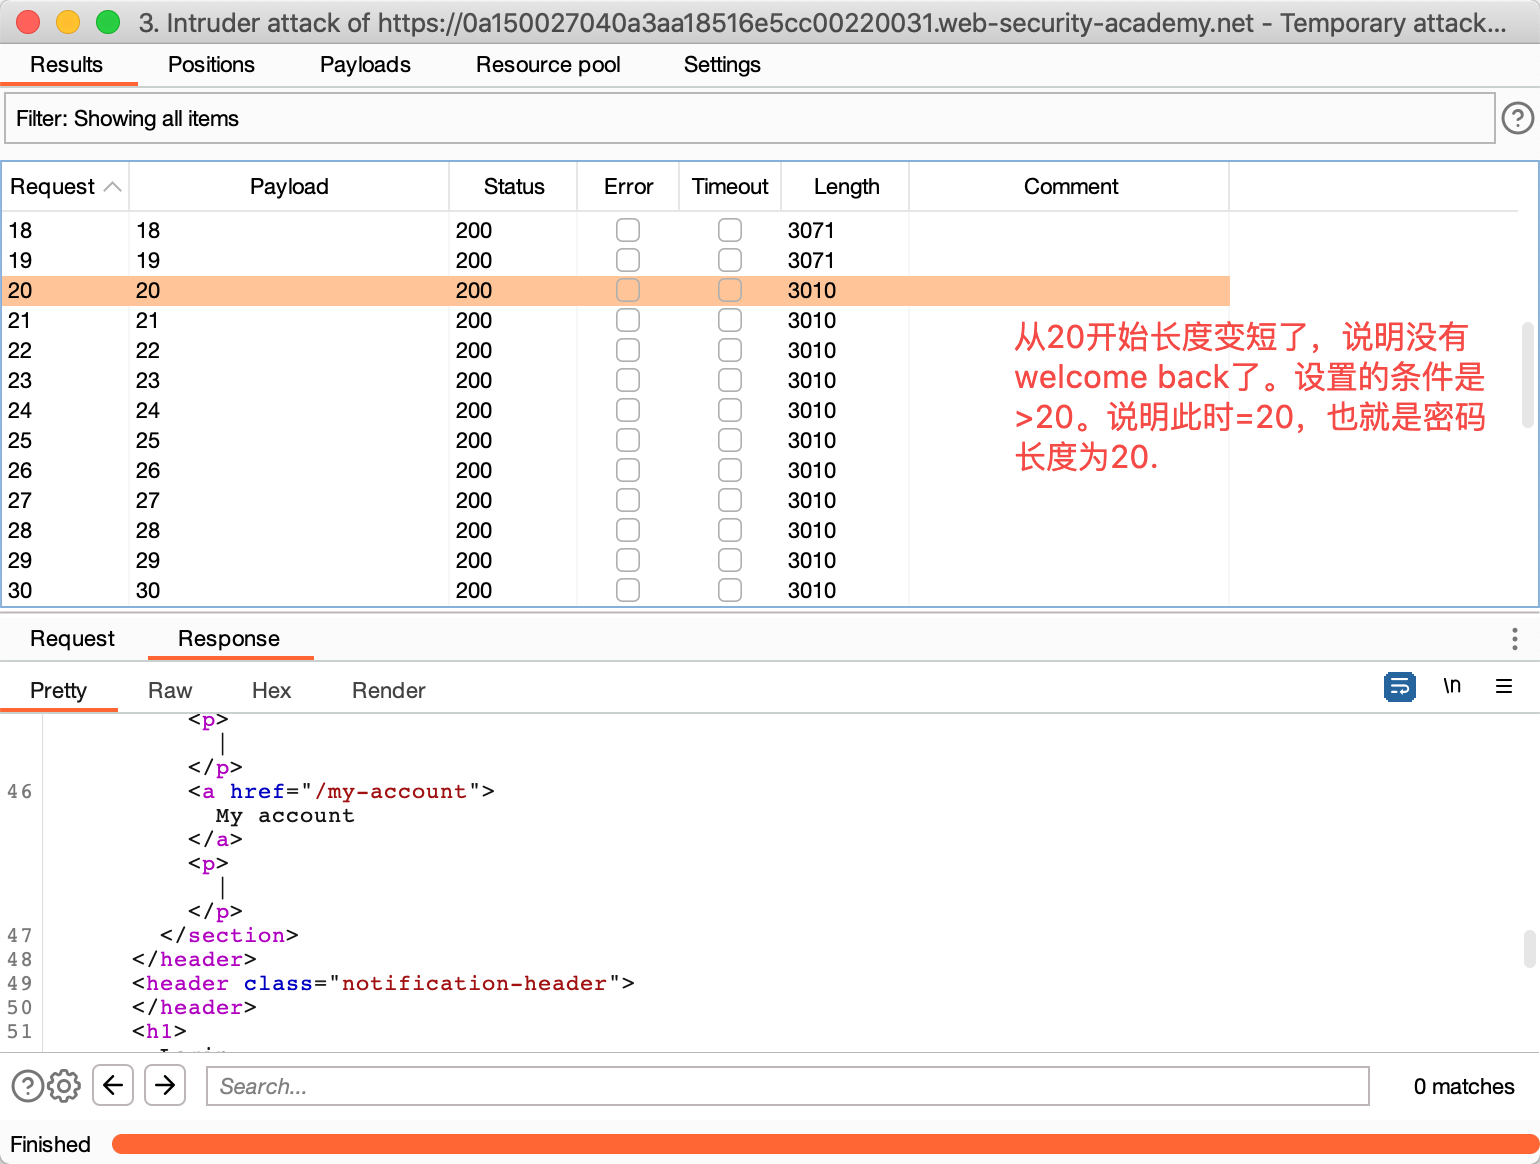 3. Intruder attack of https://0a150027040a3aa18516e5cc00220031.web-security-academy.net - Temporary attack...
Results Positions Payloads Resource pool Settings
Filter: Showing all items
Request Payload Status Error Timeout Length Comment
18 18 200 3071
19 19 200 3071
20 20 200 3010
21 21 200 3010
22 22 200 3010
23 23 200 3010
24 24 200 3010
25 25 200 3010
26 26 200 3010
27 27 200 3010
28 28 200 3010
29 29 200 3010
30 30 200 3010
从20开始长度变短了，说明没有
welcome back了。设置的条件是
>20。说明此时=20，也就是密码
长度为20.
Request Response
Pretty Raw Hex Render \n
<p>
|
</p>
46 <a href="/my-account">
My account
</a>
<p>
|
</p>
47 </section>
48 </header>
49 <header class="notification-header">
50 </header>
51 <h1>
Search... 0 matches
Finished